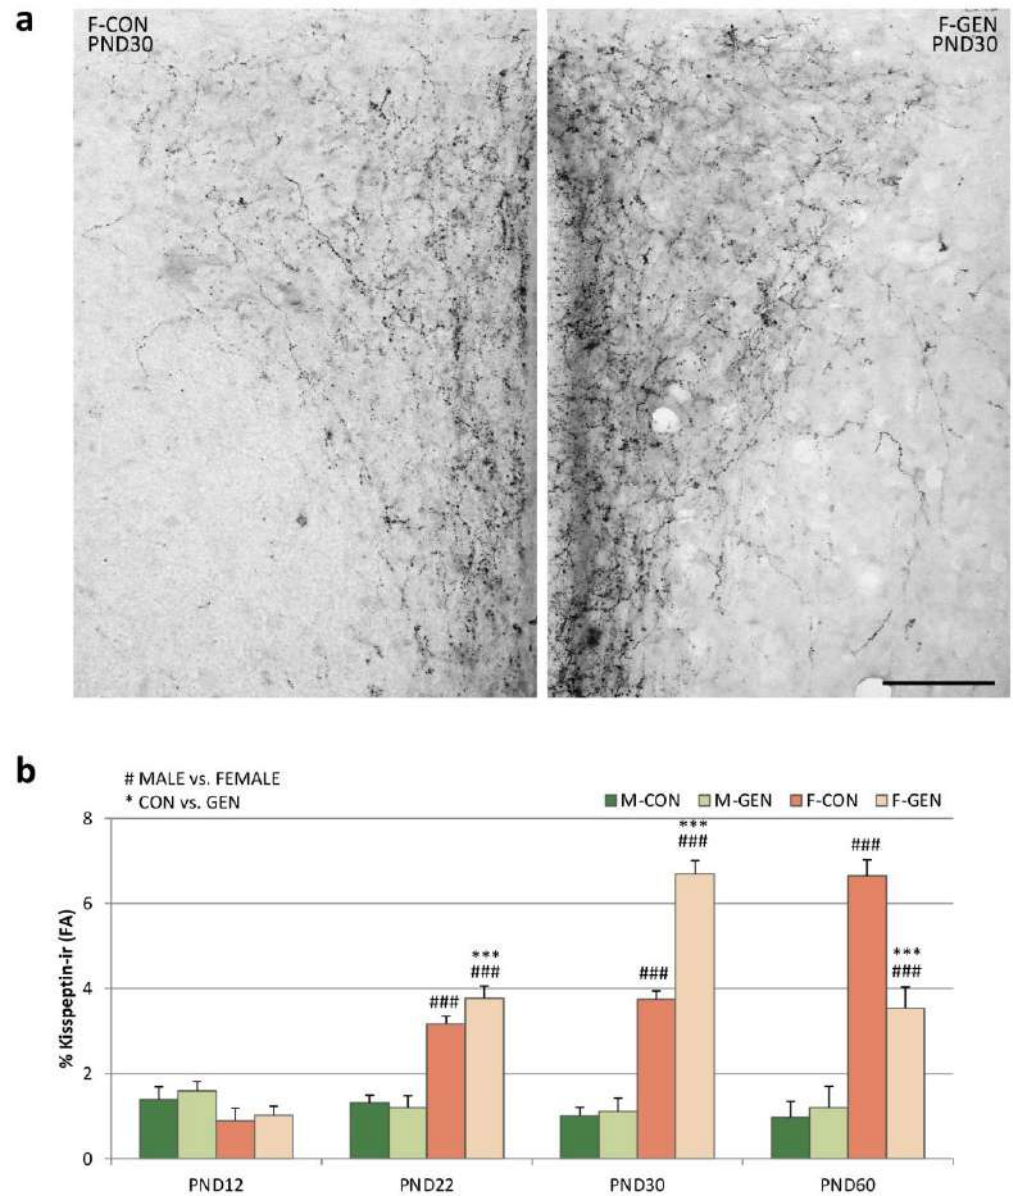 a
F-CON
PND30
F-GEN
PND30
b
# MALE vs. FEMALE
* CON vs. GEN
M-CON M-GEN F-CON F-GEN
% Kisspeptin-ir (FA)
8
6
4
2
0
***
###
###
***
###
###
***
###
###
***
###
PND12 PND22 PND30 PND60